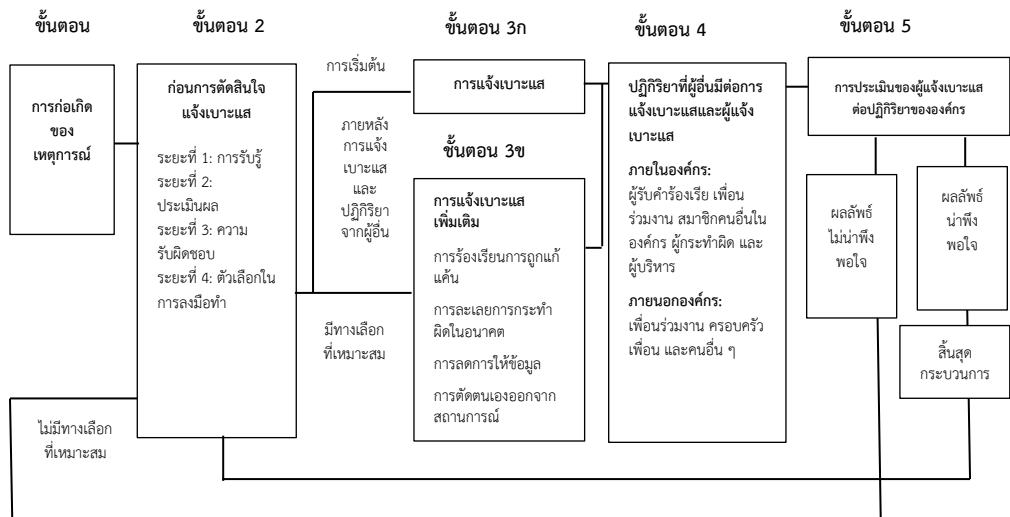 ขั้นตอน
ขั้นตอน 2
ขั้นตอน 3ก
ขั้นตอน 4
ขั้นตอน 5
การก่อเกิด
ของ
เหตุการณ์
ก่อนการตัดสินใจ
แจ้งเบาะแส
ระยะที่ 1: การรับรู้
ระยะที่ 2:
ประเมินผล
ระยะที่ 3: ความ
รับผิดชอบ
ระยะที่ 4: ตัวเลือกใน
การลงมือทำ
การเริ่มต้น
ภายหลัง
การแจ้ง
เบาะแส
และ
ปฏิกิริยา
จากผู้อื่น
มีทางเลือก
ที่เหมาะสม
ไม่มีทางเลือก
ที่เหมาะสม
การแจ้งเบาะแส
ชั้นตอน 3ข
การแจ้งเบาะแส
เพิ่มเติม
การร้องเรียนการถูกแก้
แค้น
การละเลยการกระทำ
ผิดในอนาคต
การลดการให้ข้อมูล
การตัดตนเองออกจาก
สถานการณ์
ปฏิกิริยาที่ผู้อื่นมีต่อการ
แจ้งเบาะแสและผู้แจ้ง
เบาะแส
ภายในองค์กร:
ผู้รับคำร้องเรีย เพื่อน
ร่วมงาน สมาชิกคนอื่นใน
องค์กร ผู้กระทำผิด และ
ผู้บริหาร
ภายนอกองค์กร:
เพื่อนร่วมงาน ครอบครัว
เพื่อน และคนอื่น ๆ
การประเมินของผู้แจ้งเบาะแส
ต่อปฏิกิริยาขององค์กร
ผลลัพธ์
ไม่น่าพึง
พอใจ
ผลลัพธ์
น่าพึง
พอใจ
สิ้นสุด
กระบวนการ